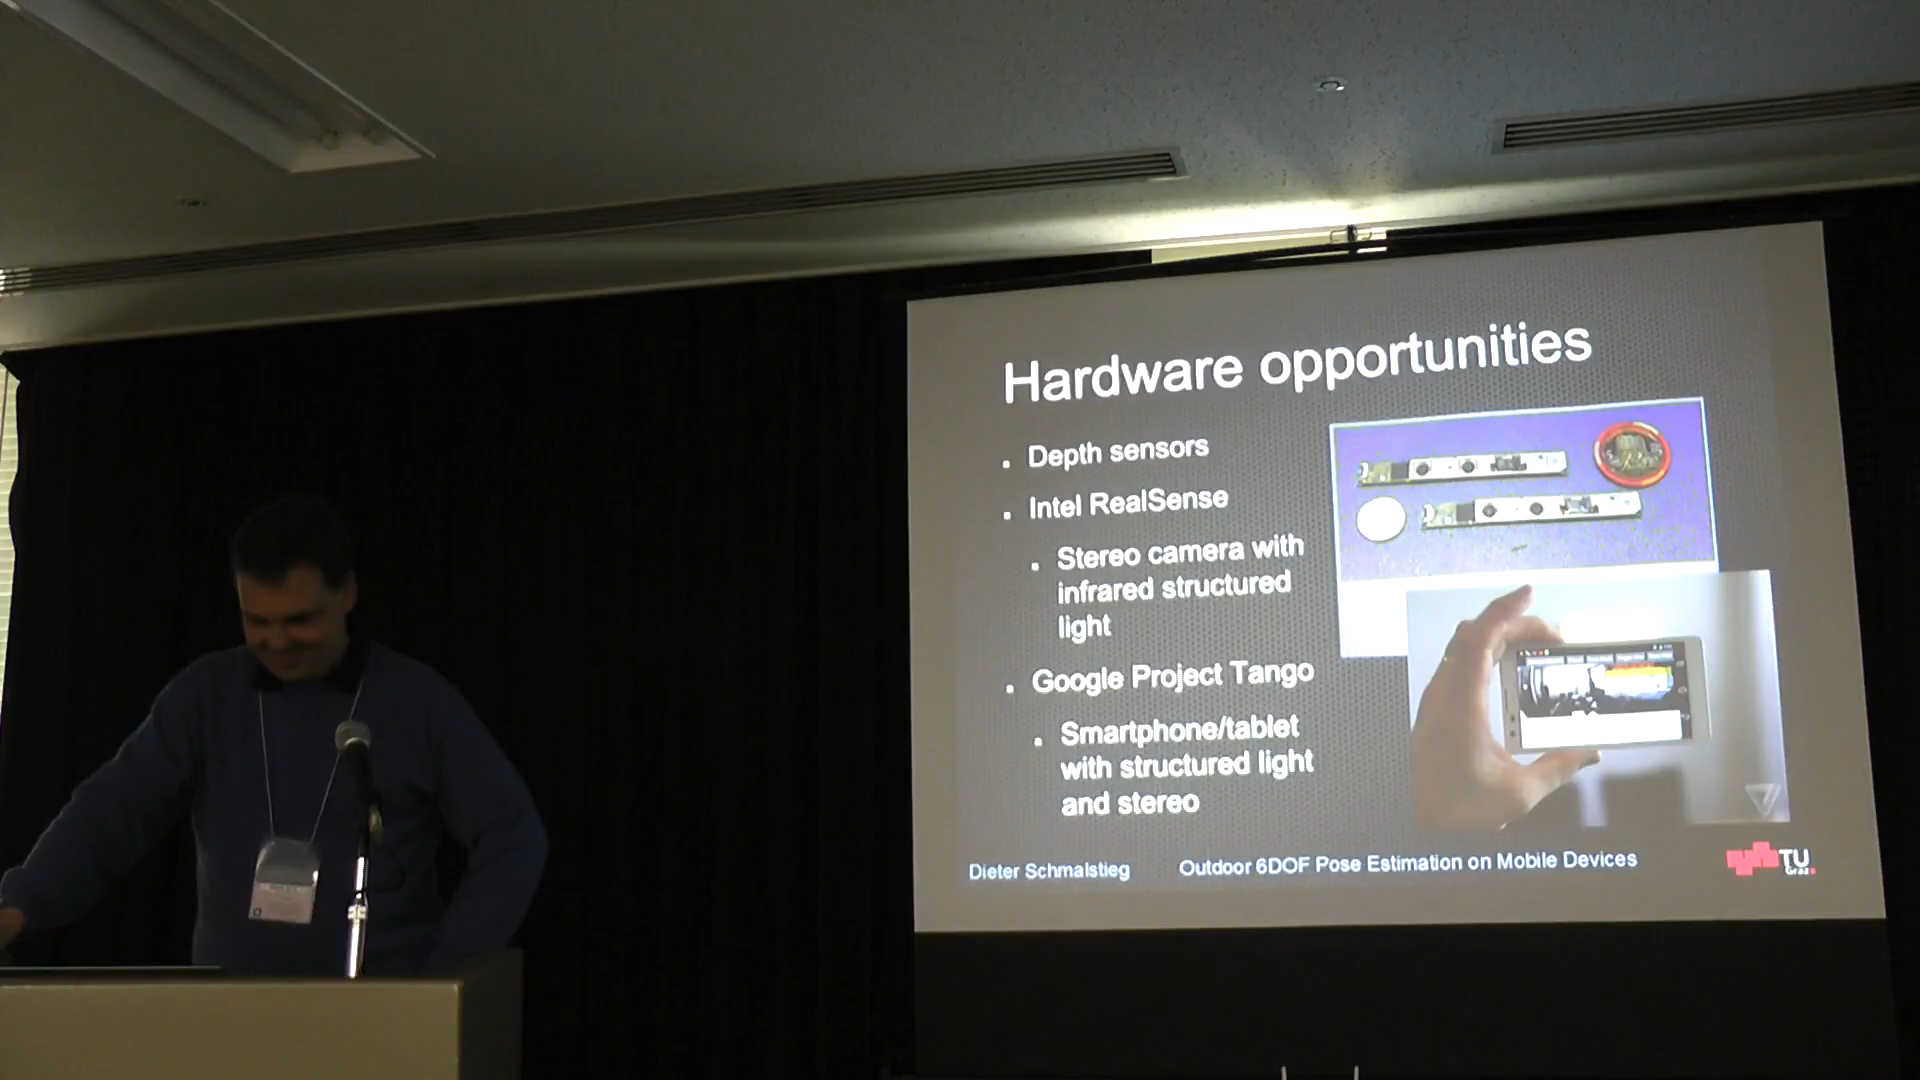 Hardware opportunities
Depth sensors
Intel RealSense
Stereo camera with
infrared structured
light
Google Project Tango
Smartphone/tablet
with structured light
and stereo
Dieter Schmalstieg
Outdoor 6DOF Pose Estimation on Mobile Devices
TU
Graz